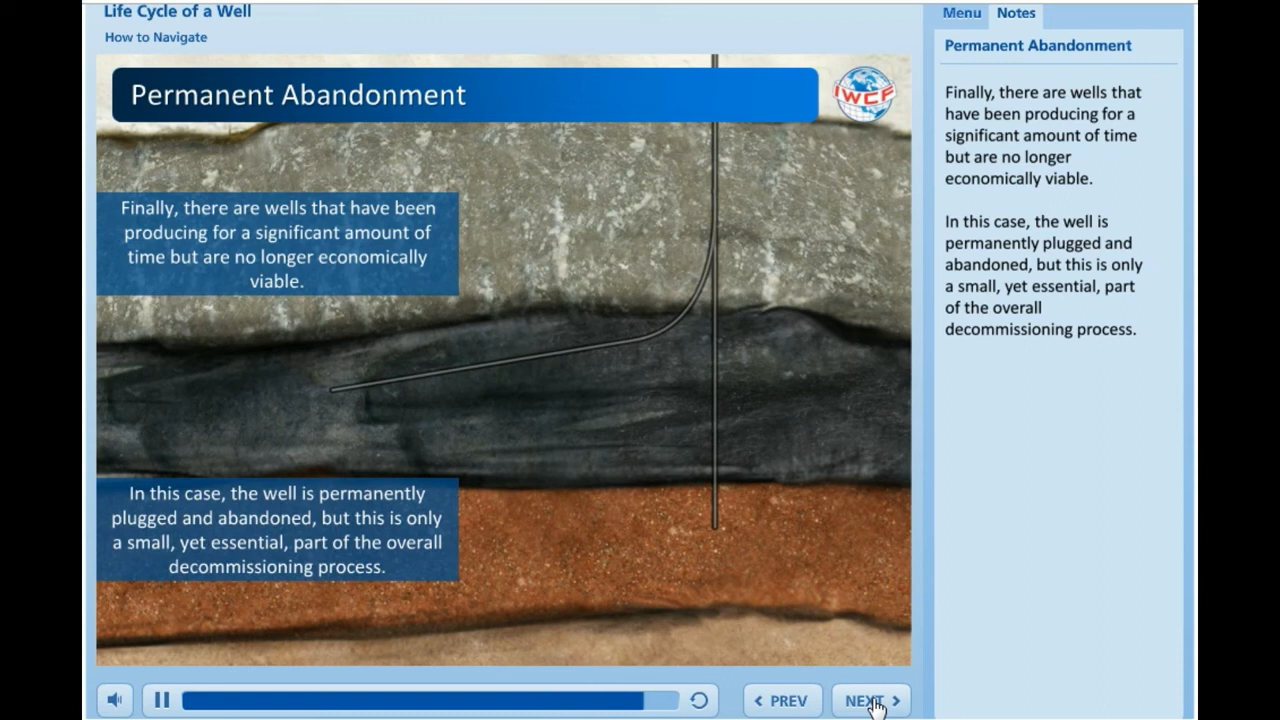 Life Cycle of a Well
How to Navigate
Permanent Abandonment
IWCF
Finally, there are wells that have been
producing for a significant amount of
time but are no longer economically
viable.
In this case, the well is permanently
plugged and abandoned, but this is only
a small, yet essential, part of the overall
decommissioning process.
PREV
NEXT
Menu
Notes
Permanent Abandonment
Finally, there are wells that
have been producing for a
significant amount of time
but are no longer
economically viable.
In this case, the well is
permanently plugged and
abandoned, but this is only
a small, yet essential, part
of the overall
decommissioning process.